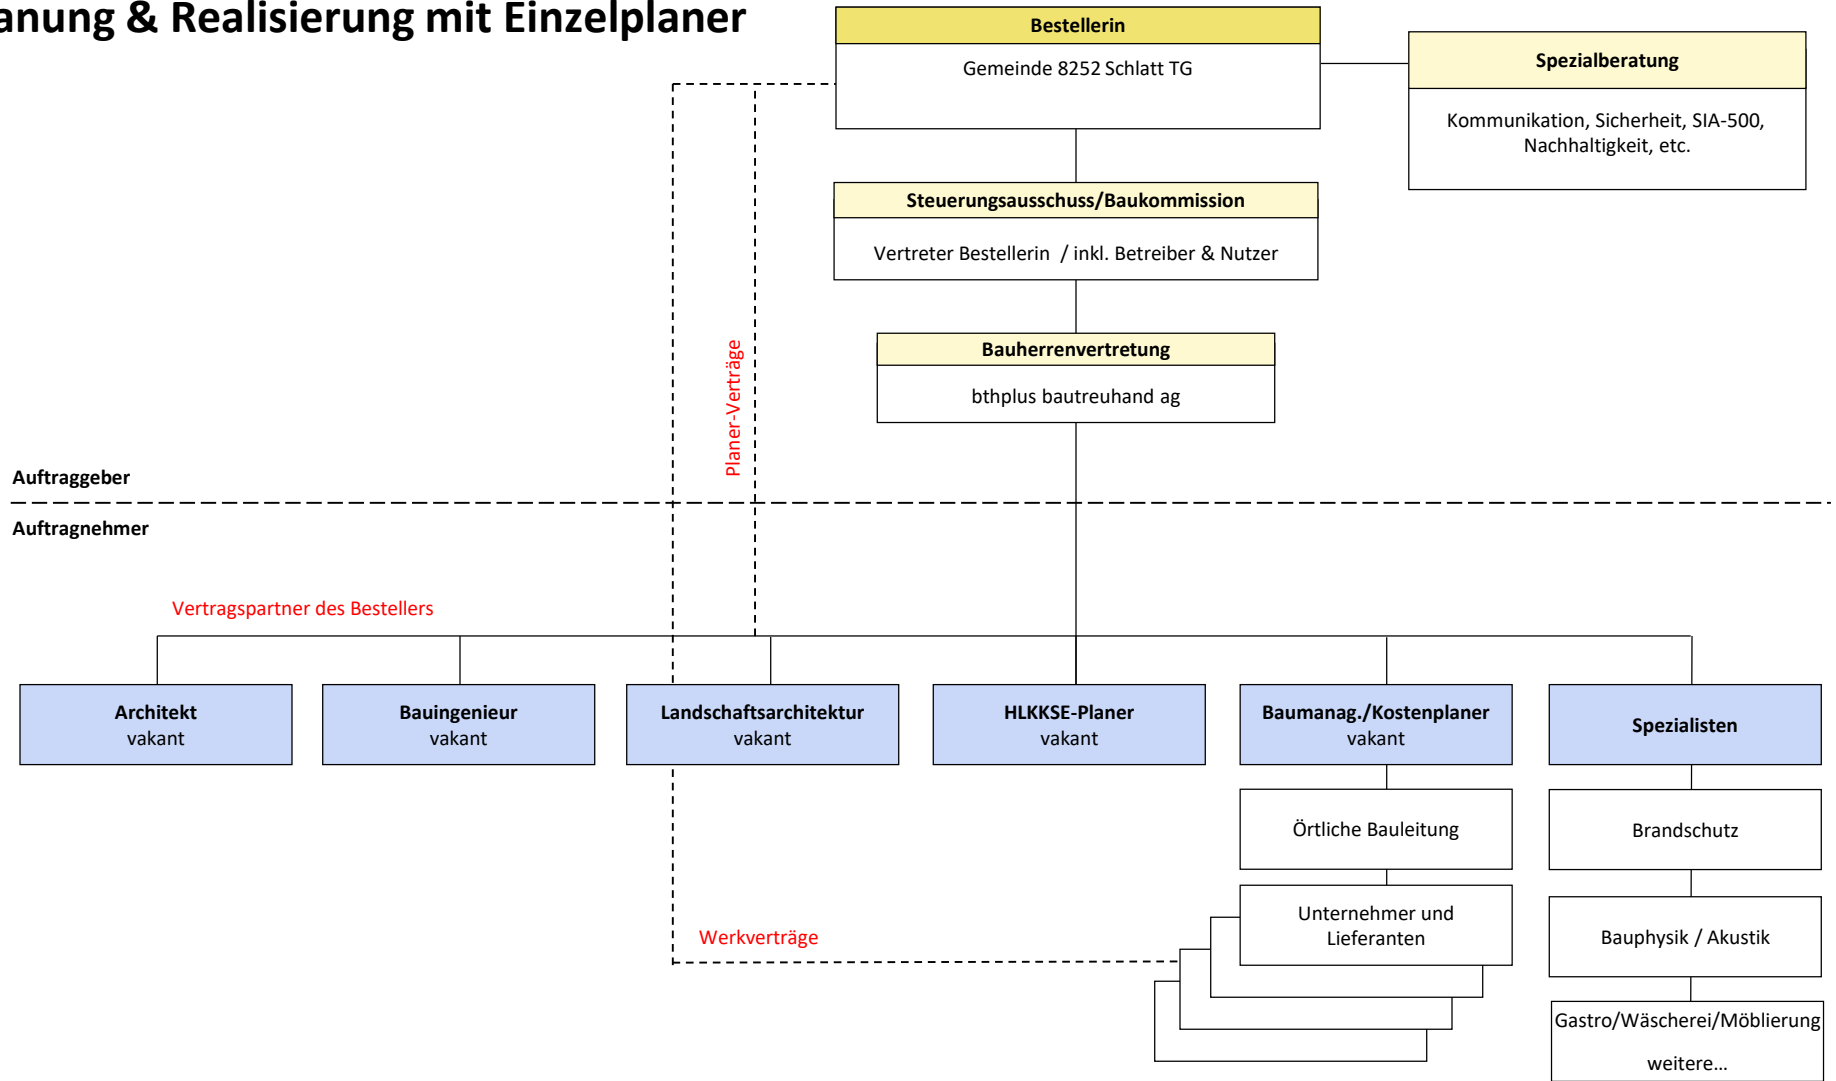 anung & Realisierung mit Einzelplaner
Bestellerin
Gemeinde 8252 Schlatt TG
Spezialberatung
Kommunikation, Sicherheit, SIA-500,
Nachhaltigkeit, etc.
Steuerungsausschuss/Baukommission
Vertreter Bestellerin / inkl. Betreiber & Nutzer
Bauherrenvertretung
bthplus bautreuhand ag
Planer-Verträge
Auftraggeber
Auftragnehmer
Vertragspartner des Bestellers
Architekt
vakant
Bauingenieur
vakant
Landschaftsarchitektur
vakant
HLKKSE-Planer
vakant
Baumanag./Kostenplaner
vakant
Spezialisten
Örtliche Bauleitung
Brandschutz
Unternehmer und
Lieferanten
Werkverträge
Bauphysik / Akustik
Gastro/Wäscherei/Möblierung
weitere...